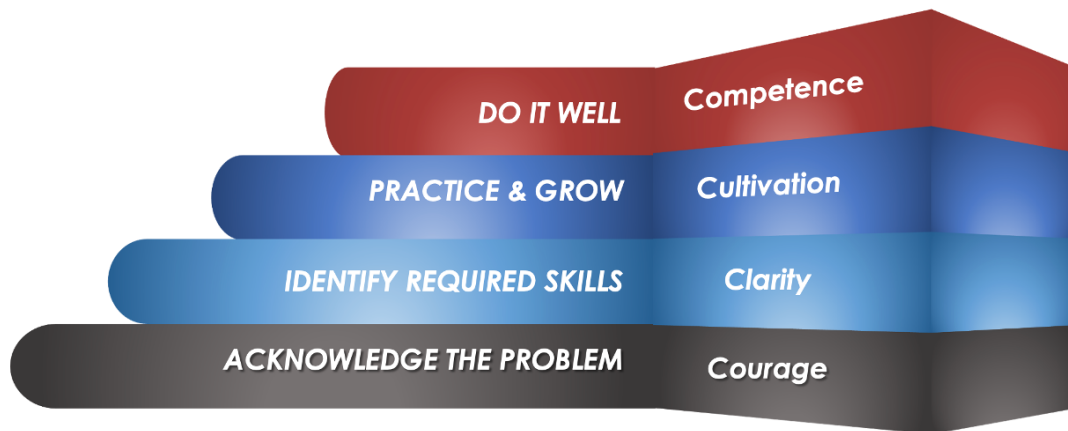 DO IT WELL
Competence
PRACTICE & GROW
Cultivation
IDENTIFY REQUIRED SKILLS
Clarity
ACKNOWLEDGE THE PROBLEM
Courage